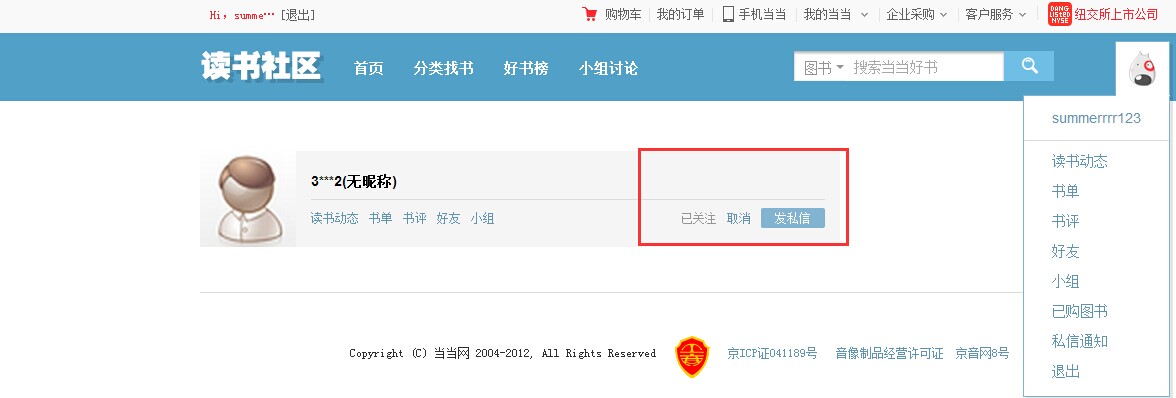 Hi, summe… [退出] 购物车 我的订单 手机当当 我的当当 企业采购 客户服务 DANG LISTED NYSE 纽交所上市公司
读书社区 首页 分类找书 好书榜 小组讨论 图书 搜索当当好书
summerrrr123
读书动态
书单
书评
好友
小组
已购图书
私信通知
退出
3***2(无昵称)
读书动态 书单 书评 好友 小组 已关注 取消 发私信
Copyright (C) 当当网 2004-2012, All Rights Reserved 京ICP证041189号 音像制品经营许可证 京音网8号